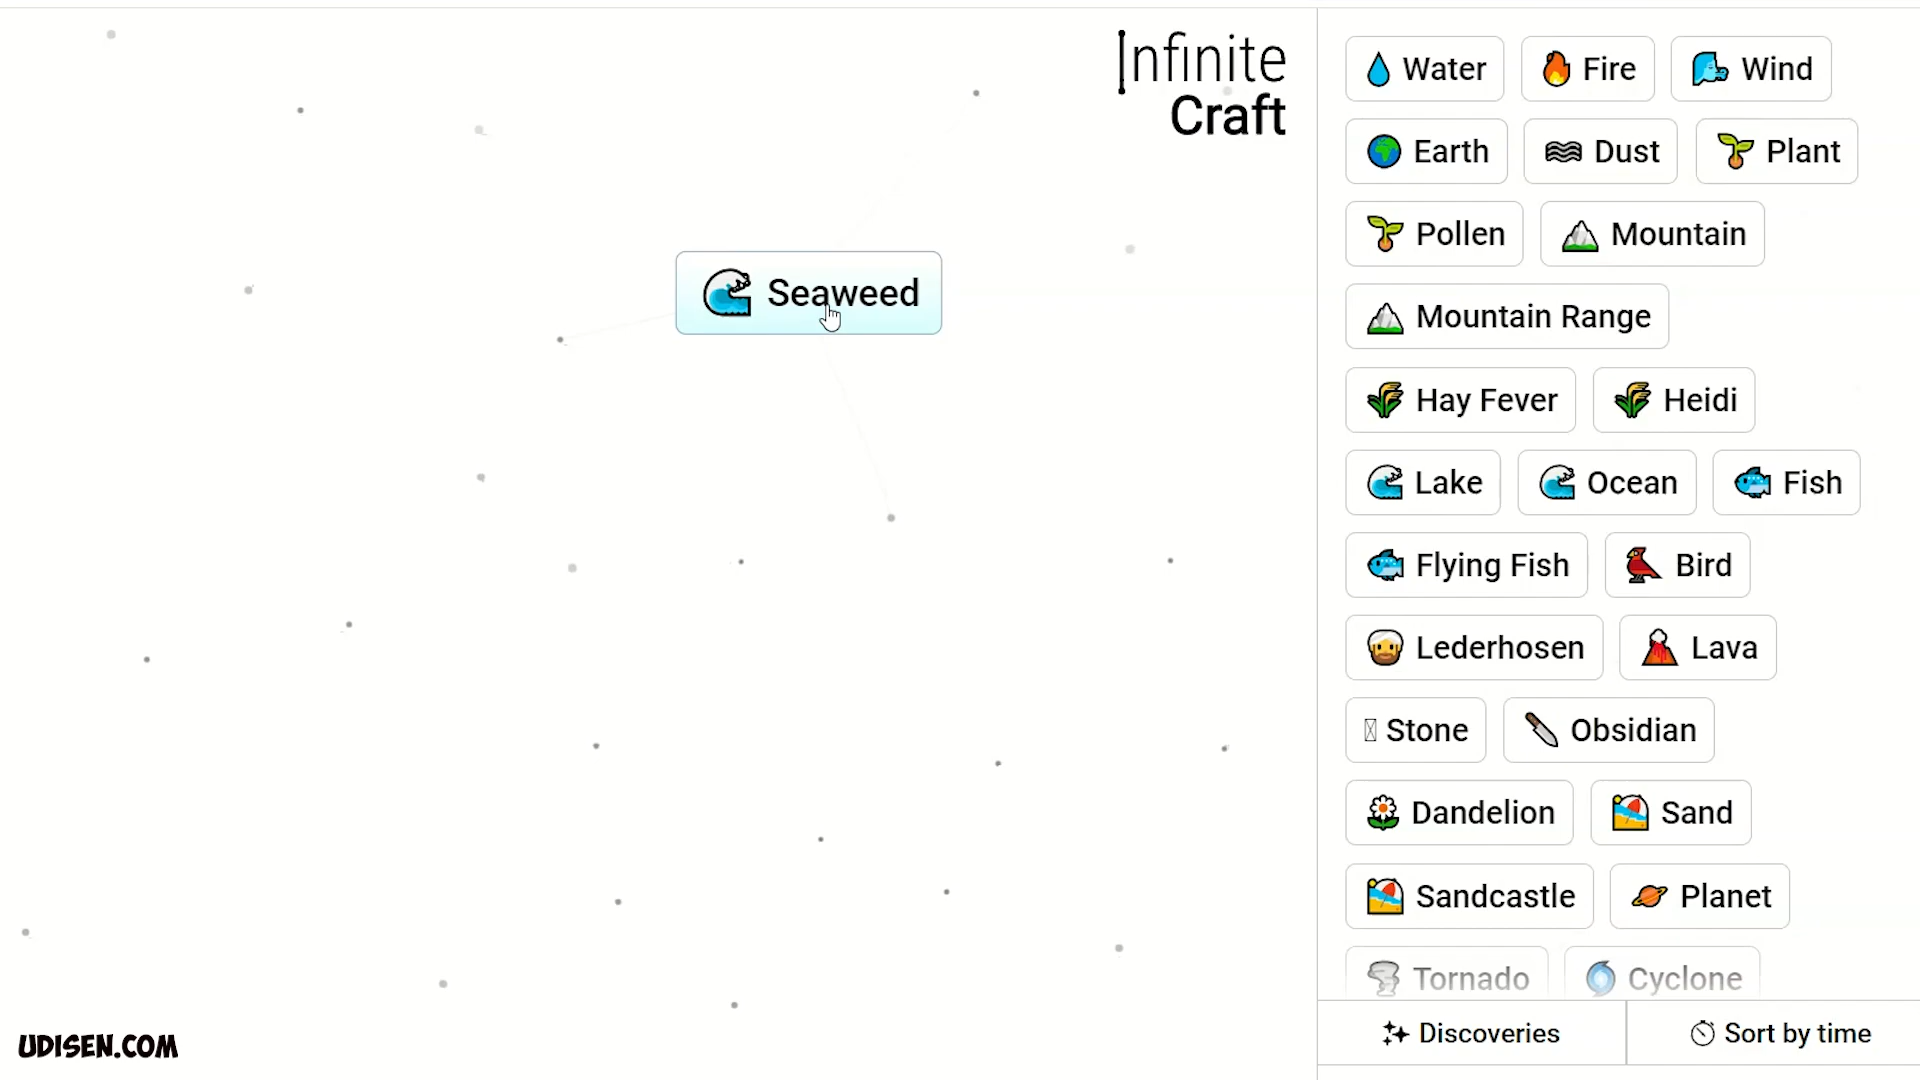 Infinite
Craft
Seaweed
Water Fire Wind
Earth Dust Plant
Pollen Mountain
Mountain Range
Hay Fever Heidi
Lake Ocean Fish
Flying Fish Bird
Lederhosen Lava
Stone Obsidian
Dandelion Sand
Sandcastle Planet
Tornado Cyclone
Discoveries Sort by time
UDISEN.COM